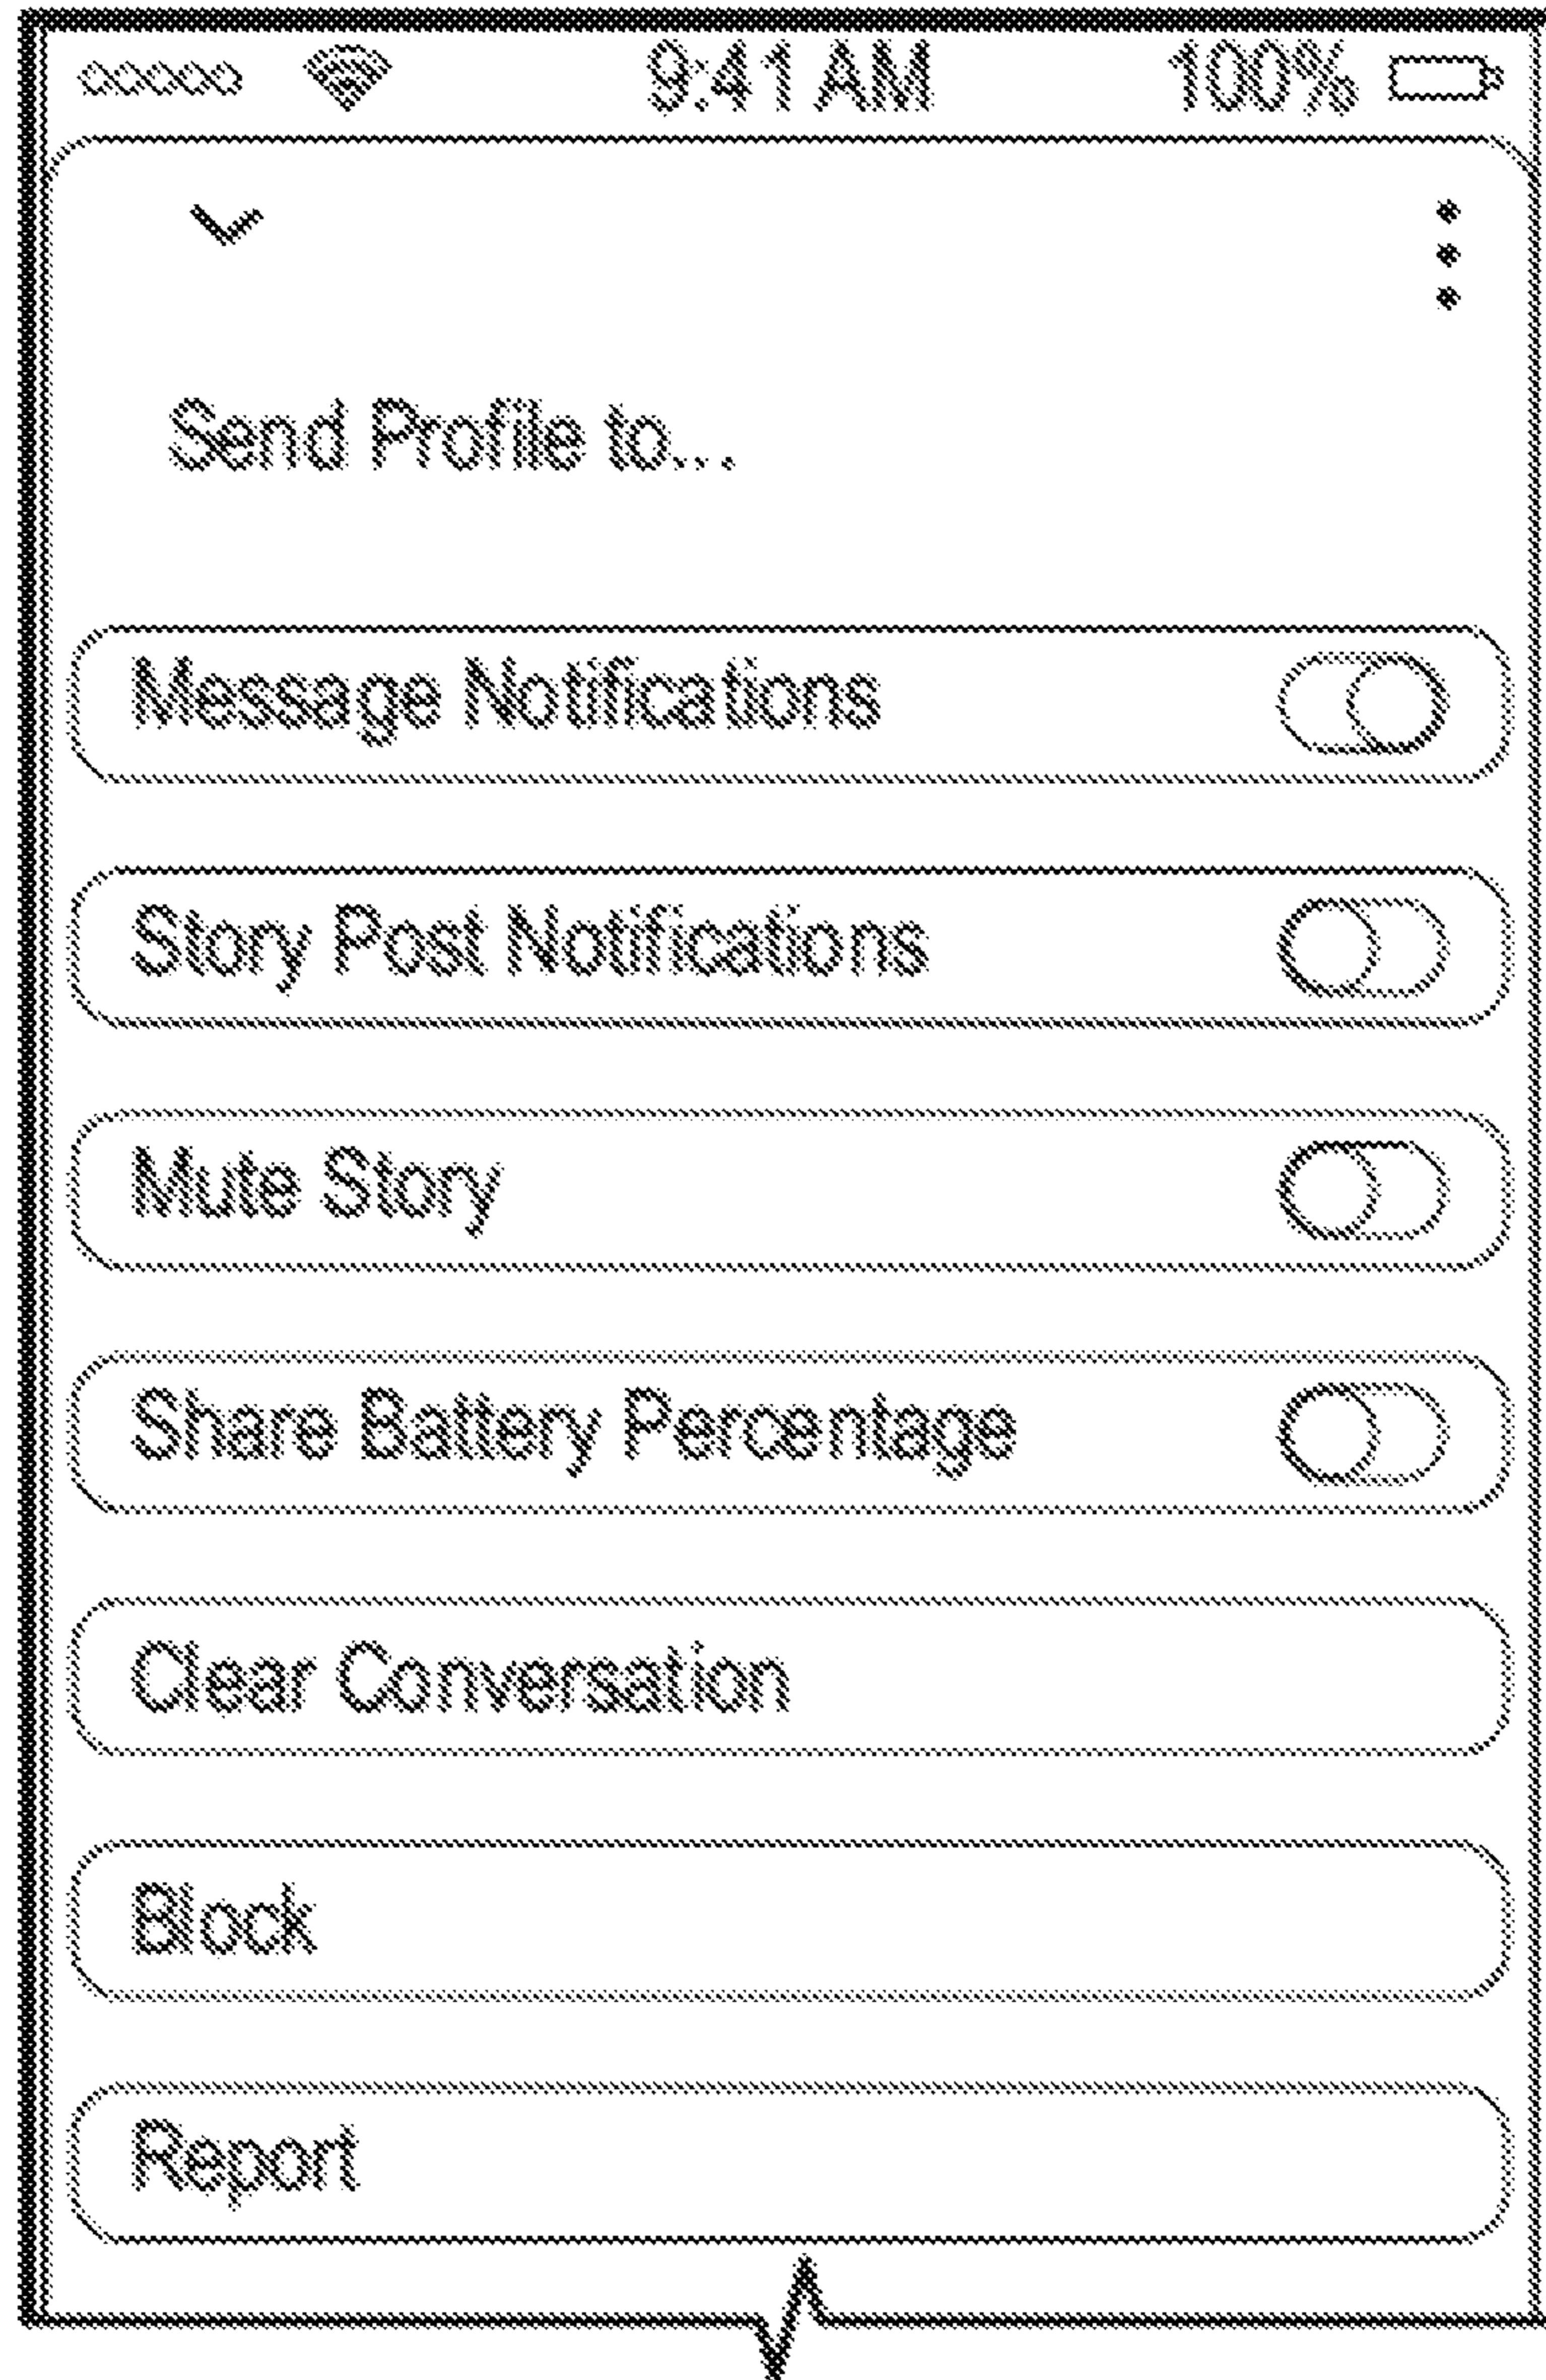 9:41 AM 100%
Send Profile to...
Message Notifications
Story Post Notifications
Mute Story
Share Battery Percentage
Clear Conversation
Block
Report